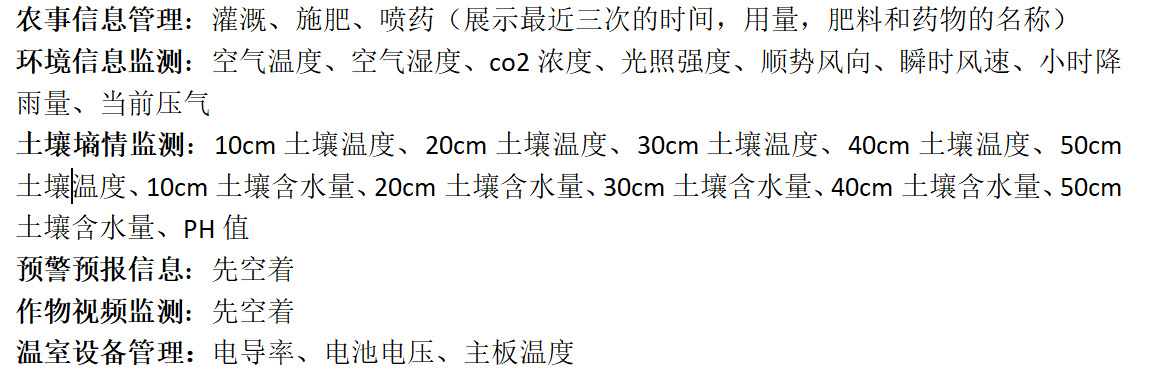 农事信息管理：灌溉、施肥、喷药（展示最近三次的时间，用量，肥料和药物的名称）
环境信息监测：空气温度、空气湿度、co2 浓度、光照强度、顺势风向、瞬时风速、小时降
雨量、当前压气
土壤墒情监测：10cm 土壤温度、20cm 土壤温度、30cm 土壤温度、40cm 土壤温度、50cm
土壤温度、10cm 土壤含水量、20cm 土壤含水量、30cm 土壤含水量、40cm 土壤含水量、50cm
土壤含水量、PH 值
预警预报信息：先空着
作物视频监测：先空着
温室设备管理：电导率、电池电压、主板温度